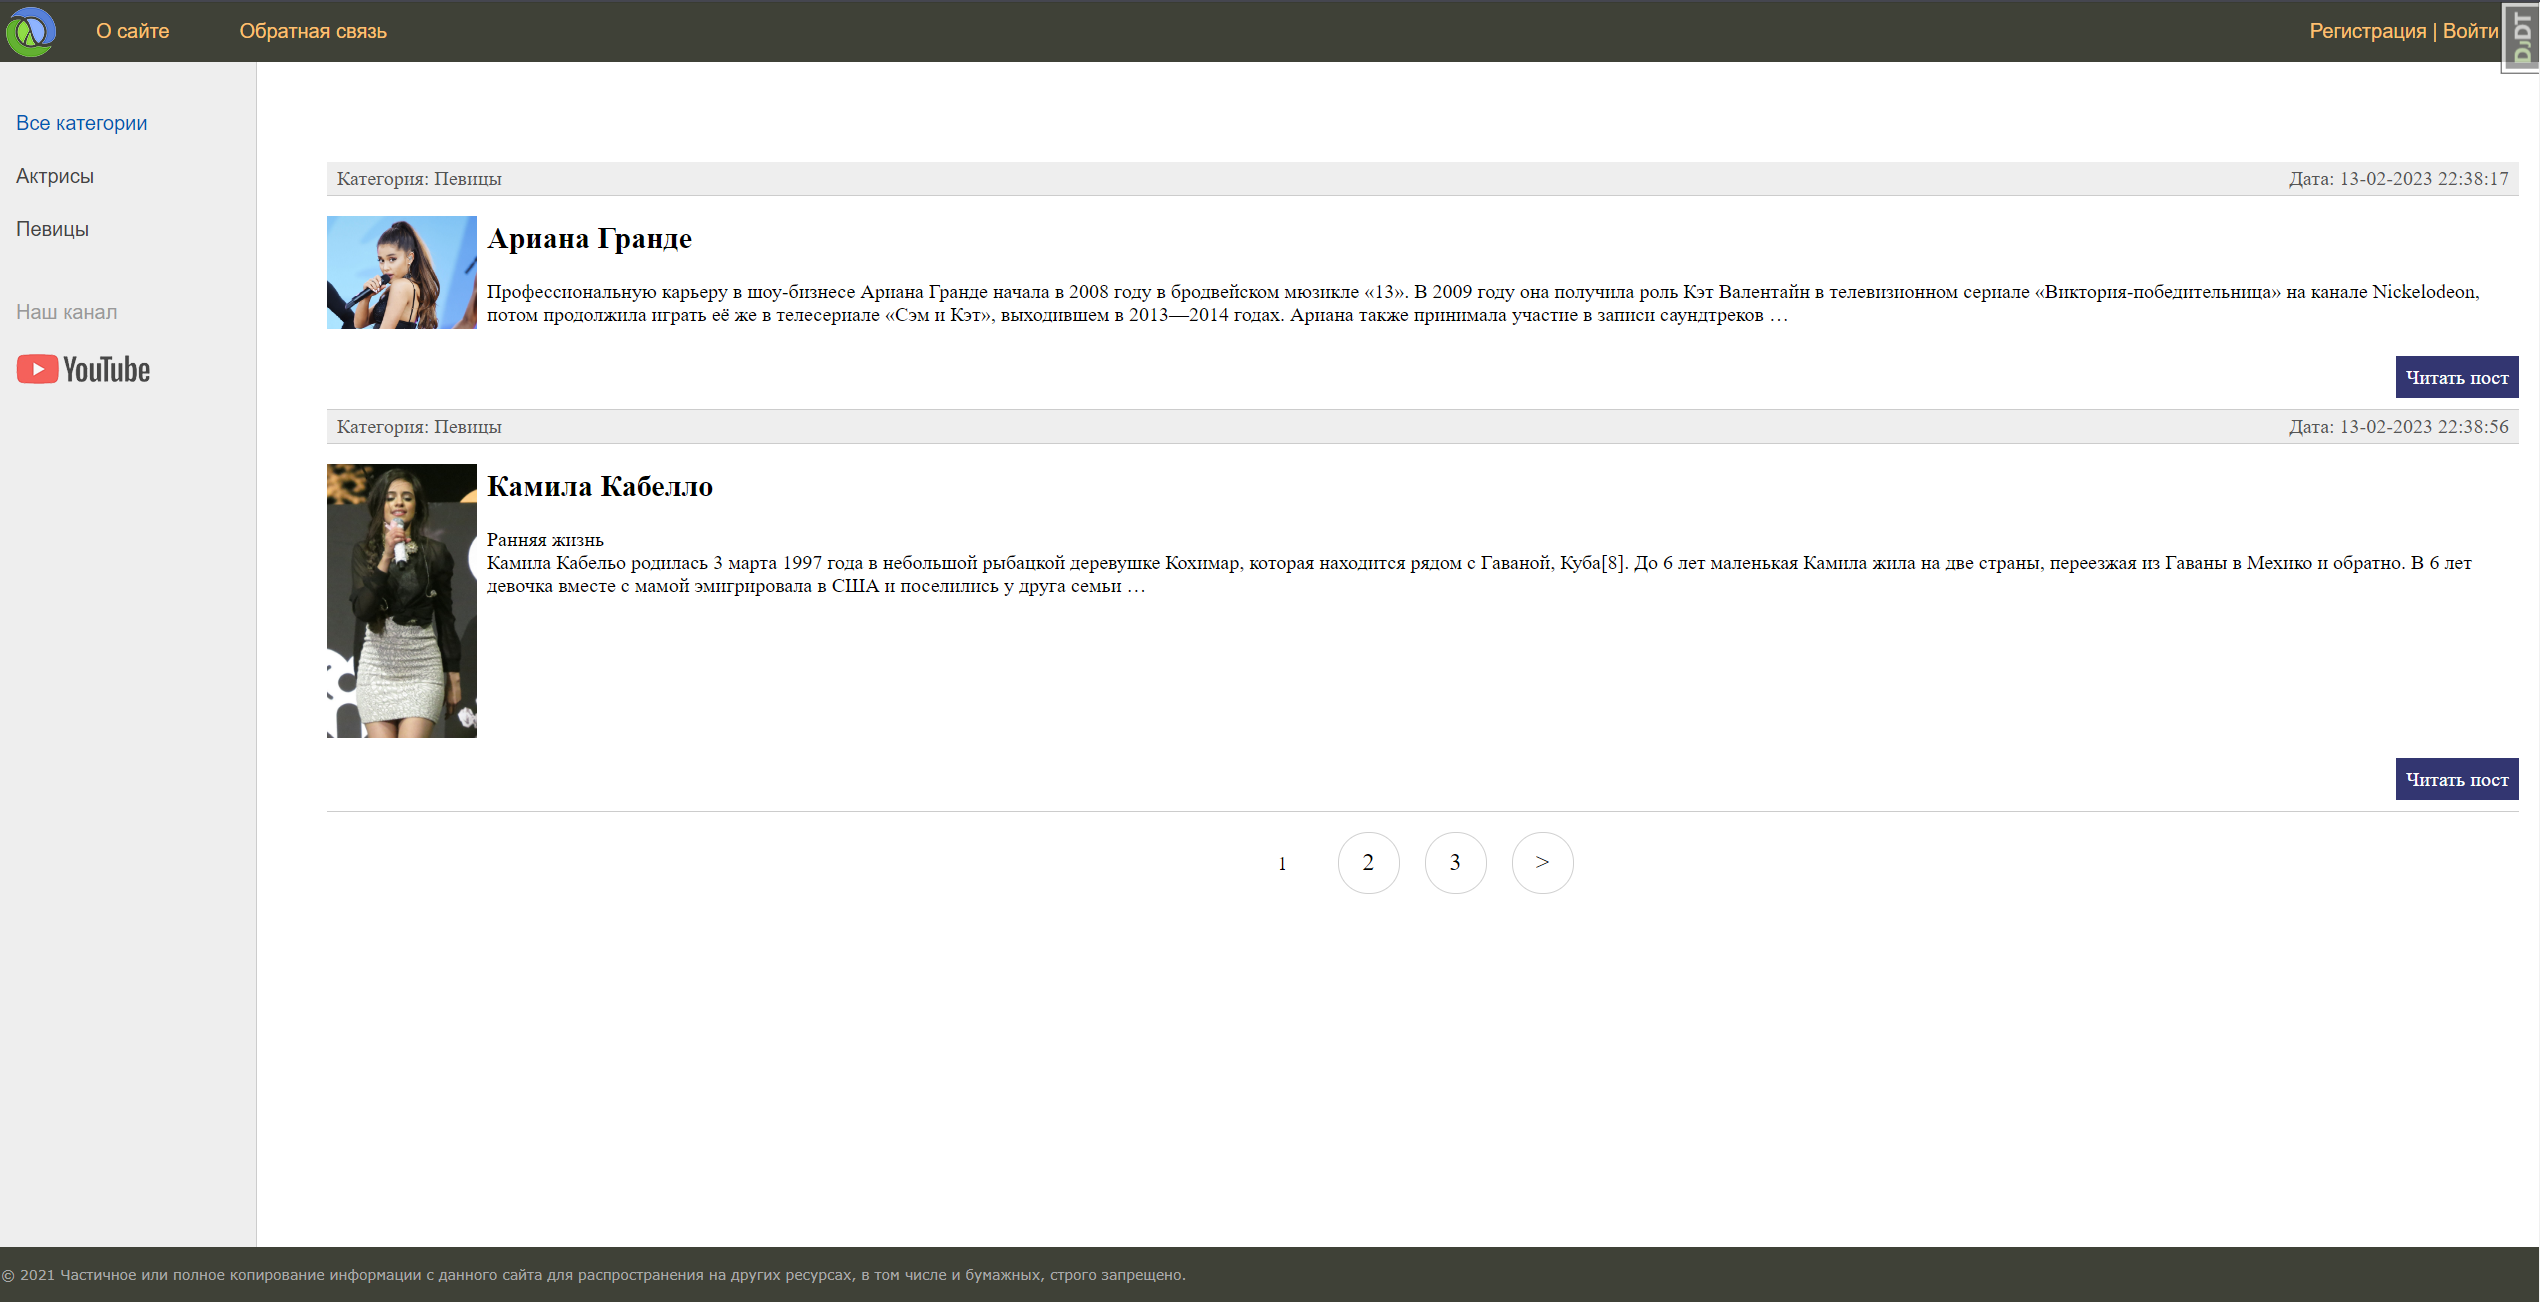 О сайте
Обратная связь
Регистрация | Войти
DjDT
Все категории
Актрисы
Певицы
Наш канал
YouTube
Категория: Певицы
Дата: 13-02-2023 22:38:17
Ариана Гранде
Профессиональную карьеру в шоу-бизнесе Ариана Гранде начала в 2008 году в бродвейском мюзикле «13». В 2009 году она получила роль Кэт Валентайн в телевизионном сериале «Виктория-победительница» на канале Nickelodeon,
потом продолжила играть её же в телесериале «Сэм и Кэт», выходившем в 2013—2014 годах. Ариана также принимала участие в записи саундтреков …
Читать пост
Категория: Певицы
Дата: 13-02-2023 22:38:56
Камила Кабелло
Ранняя жизнь
Камила Кабельо родилась 3 марта 1997 года в небольшой рыбацкой деревушке Кохимар, которая находится рядом с Гаваной, Куба[8]. До 6 лет маленькая Камила жила на две страны, переезжая из Гаваны в Мехико и обратно. В 6 лет
девочка вместе с мамой эмигрировала в США и поселились у друга семьи …
Читать пост
1 2 3 >
© 2021 Частичное или полное копирование информации с данного сайта для распространения на других ресурсах, в том числе и бумажных, строго запрещено.